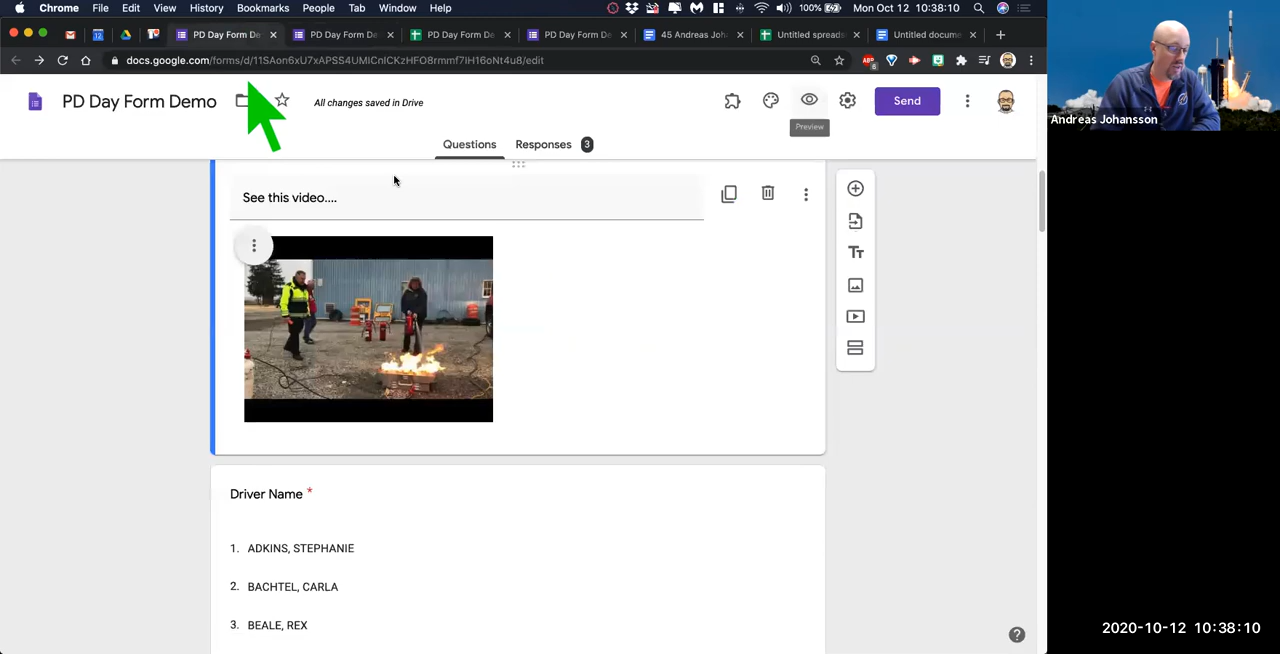 Chrome File Edit View History Bookmarks People Tab Window Help 100% Mon Oct 12 10:38:10
PD Day Form De PD Day Form De PD Day Form De PD Day Form De 45 Andreas Joh Untitled spreads Untitled docume
docs.google.com/forms/d/11SAon6xU7xAPSS4UMICnICKzHFO8rmmf7IH16oNt4u8/edit
PD Day Form Demo All changes saved in Drive Send
Preview
Questions Responses 3
See this video....
Driver Name *
1. ADKINS, STEPHANIE
2. BACHTEL, CARLA
3. BEALE, REX
Andreas Johansson
2020-10-12 10:38:10